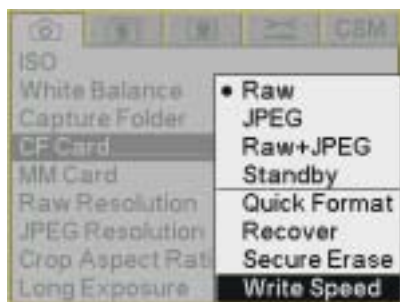 CSM
ISO
White Balance
Capture Folder
CF Card
MM Card
Raw Resolution
JPEG Resolution
Crop Aspect Rati
Long Exposure
Raw
JPEG
Raw+JPEG
Standby
Quick Format
Recover
Secure Erase
Write Speed